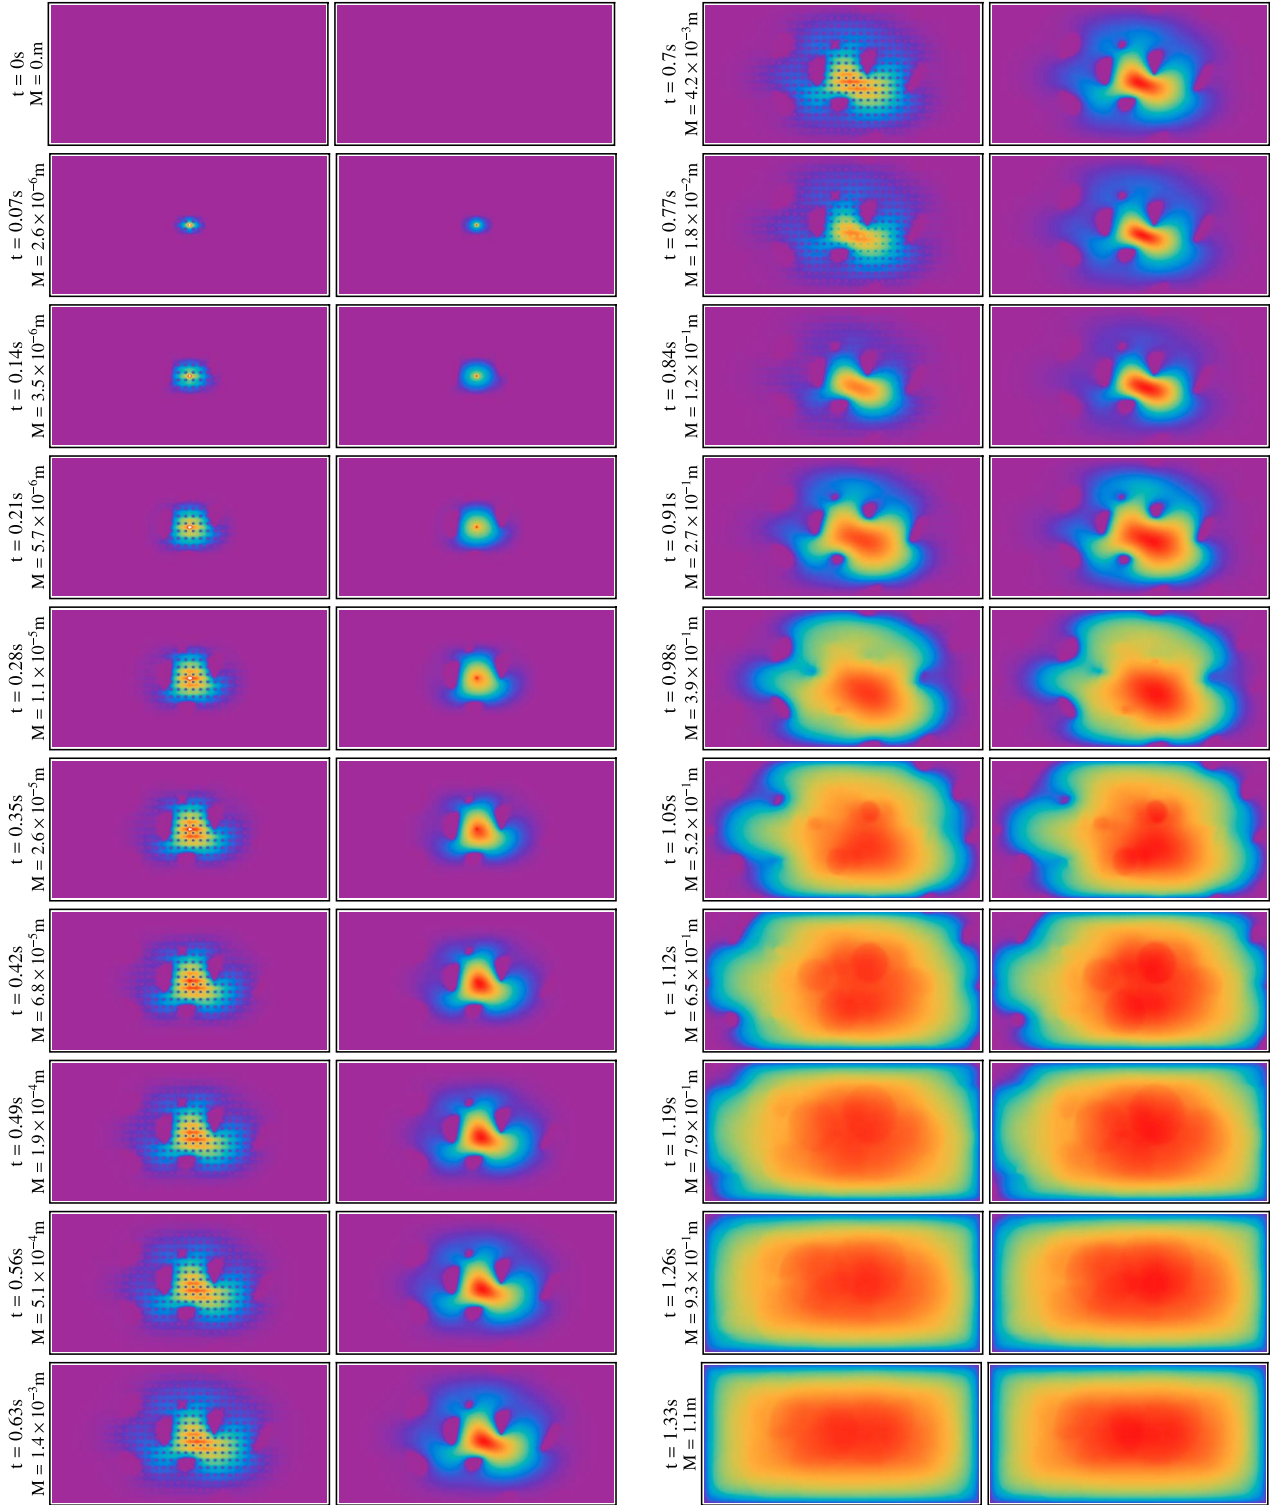 t = 0s
M = 0.m
t = 0.07s
M = 2.6×10⁻⁶m
t = 0.14s
M = 3.5×10⁻⁶m
t = 0.21s
M = 5.7×10⁻⁶m
t = 0.28s
M = 1.1×10⁻⁵m
t = 0.35s
M = 2.6×10⁻⁵m
t = 0.42s
M = 6.8×10⁻⁵m
t = 0.49s
M = 1.9×10⁻⁴m
t = 0.56s
M = 5.1×10⁻⁴m
t = 0.63s
M = 1.4×10⁻³m
t = 0.7s
M = 4.2×10⁻³m
t = 0.77s
M = 1.8×10⁻²m
t = 0.84s
M = 1.2×10⁻¹m
t = 0.91s
M = 2.7×10⁻¹m
t = 0.98s
M = 3.9×10⁻¹m
t = 1.05s
M = 5.2×10⁻¹m
t = 1.12s
M = 6.5×10⁻¹m
t = 1.19s
M = 7.9×10⁻¹m
t = 1.26s
M = 9.3×10⁻¹m
t = 1.33s
M = 1.1m